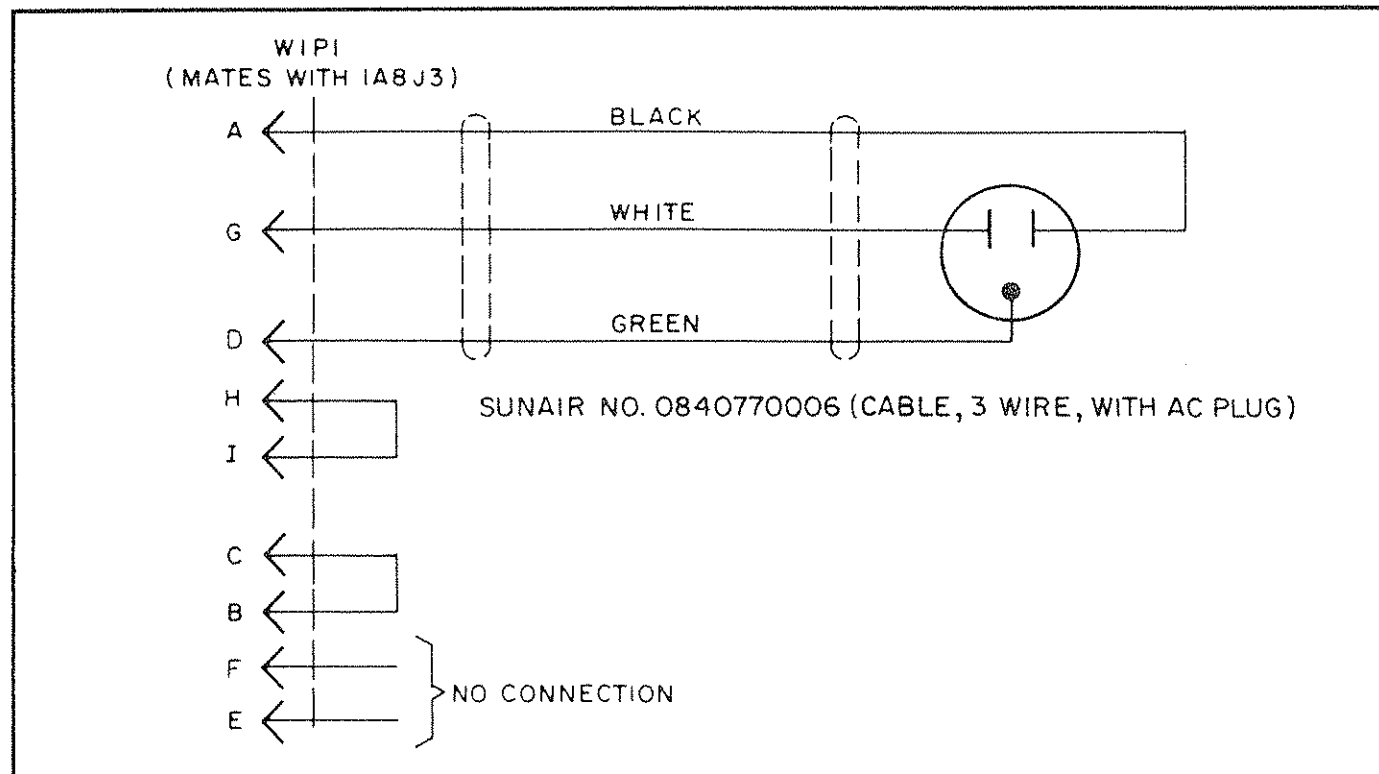 W1P1
(MATES WITH 1A8J3)
A
BLACK
G
WHITE
D
GREEN
H
SUNAIR NO. 0840770006 (CABLE, 3 WIRE, WITH AC PLUG)
I
C
B
F
NO CONNECTION
E